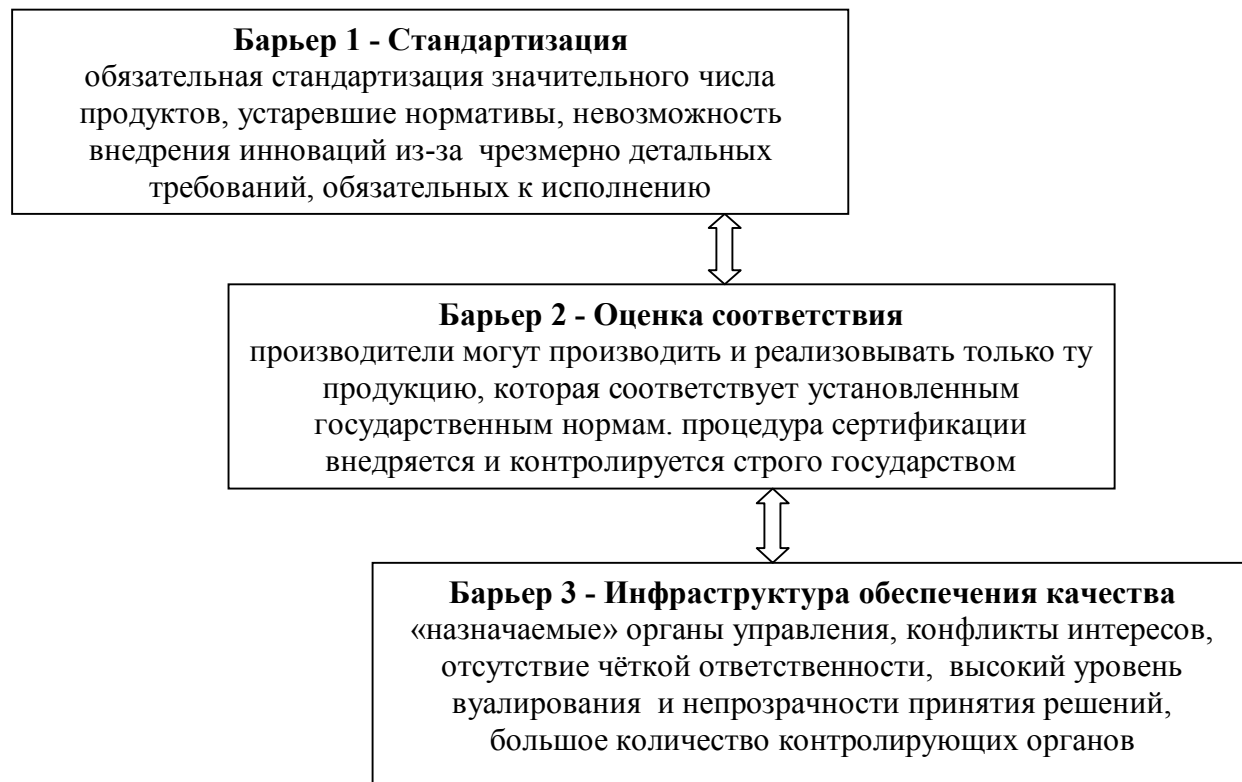 Барьер 1 - Стандартизация
обязательная стандартизация значительного числа
продуктов, устаревшие нормативы, невозможность
внедрения инноваций из-за  чрезмерно детальных
требований, обязательных к исполнению
Барьер 2 - Оценка соответствия
производители могут производить и реализовывать только ту
продукцию, которая соответствует установленным
государственным нормам. процедура сертификации
внедряется и контролируется строго государством
Барьер 3 - Инфраструктура обеспечения качества
«назначаемые» органы управления, конфликты интересов,
отсутствие чёткой ответственности,  высокий уровень
вуалирования  и непрозрачности принятия решений,
большое количество контролирующих органов